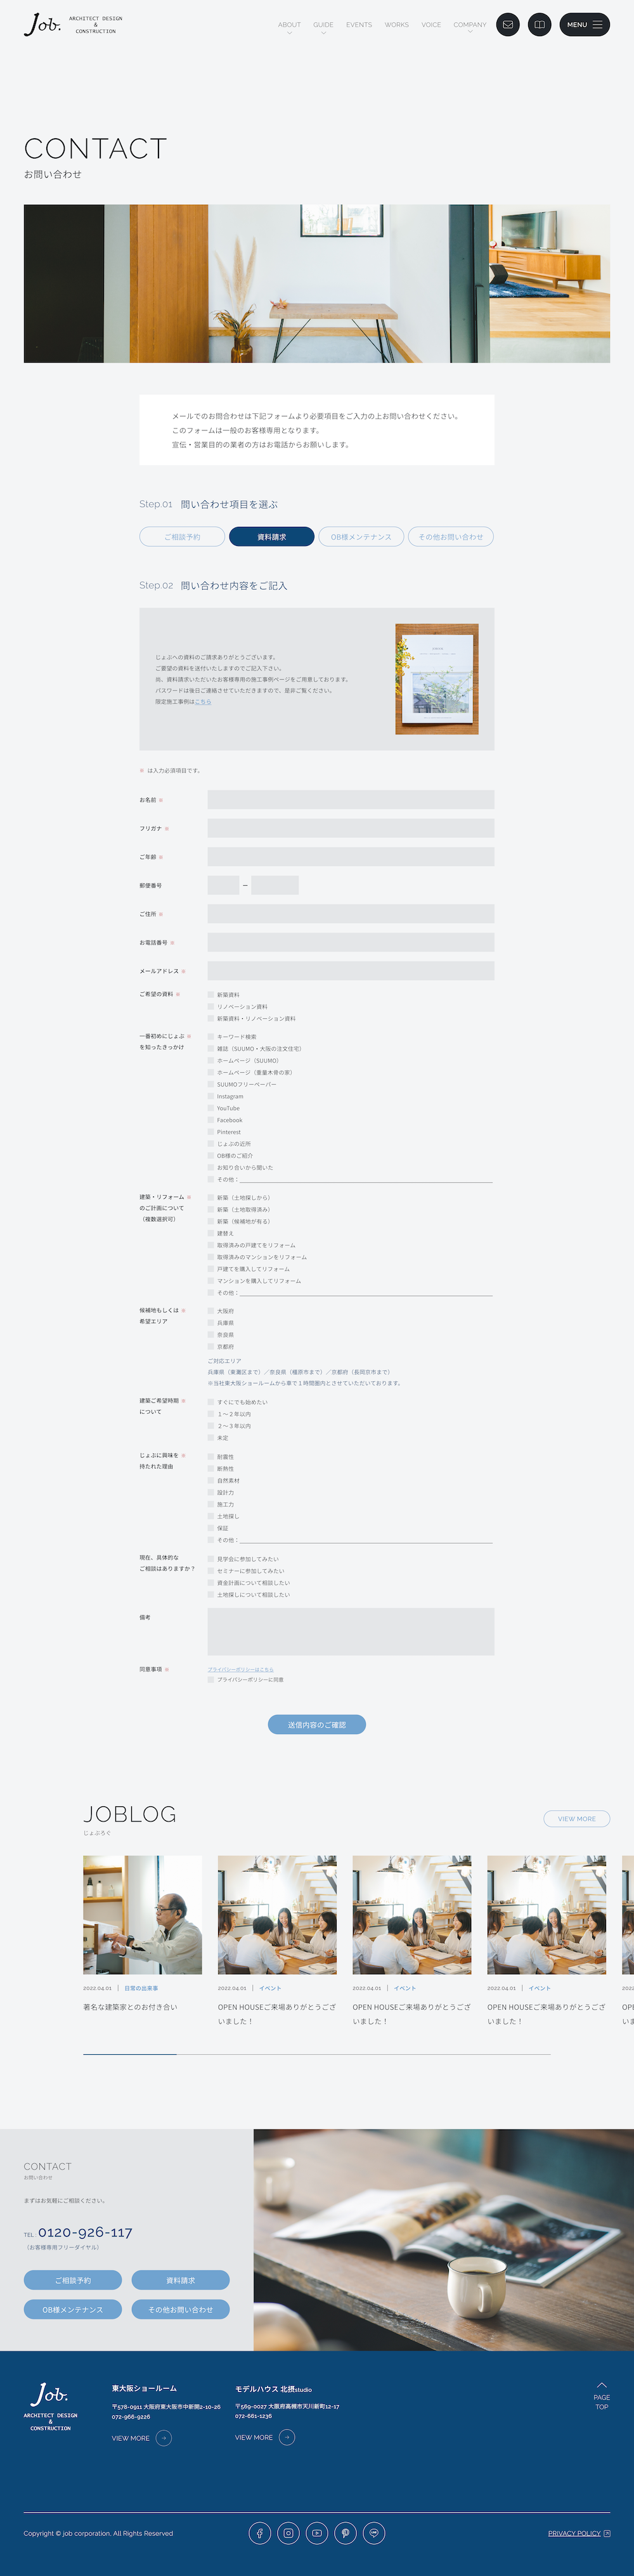 Job.
ARCHITECT DESIGN
&
CONSTRUCTION
ABOUT
GUIDE
EVENTS
WORKS
VOICE
COMPANY
MENU
CONTACT
お問い合わせ
メールでのお問合わせは下記フォームより必要項目をご入力の上お問い合わせください。
このフォームは一般のお客様専用となります。
宣伝・営業目的の業者の方はお電話からお願いします。
Step.01 問い合わせ項目を選ぶ
ご相談予約
資料請求
OB様メンテナンス
その他お問い合わせ
Step.02 問い合わせ内容をご記入
じょぶへの資料のご請求ありがとうございます。
ご要望の資料を送付いたしますのでご記入下さい。
尚、資料請求いただいたお客様専用の施工事例ページをご用意しております。
パスワードは後日ご連絡させていただきますので、是非ご覧ください。
限定施工事例はこちら
※ は入力必須項目です。
お名前 ※
フリガナ ※
ご年齢 ※
郵便番号
ー
ご住所 ※
お電話番号 ※
メールアドレス ※
ご希望の資料 ※
新築資料
リノベーション資料
新築資料・リノベーション資料
一番初めにじょぶ ※
を知ったきっかけ
キーワード検索
雑誌（SUUMO・大阪の注文住宅）
ホームページ（SUUMO）
ホームページ（重量木骨の家）
SUUMOフリーペーパー
Instagram
YouTube
Facebook
Pinterest
じょぶの近所
OB様のご紹介
お知り合いから聞いた
その他：
建築・リフォーム ※
のご計画について
（複数選択可）
新築（土地探しから）
新築（土地取得済み）
新築（候補地が有る）
建替え
取得済みの戸建てをリフォーム
取得済みのマンションをリフォーム
戸建てを購入してリフォーム
マンションを購入してリフォーム
その他：
候補地もしくは ※
希望エリア
大阪府
兵庫県
奈良県
京都府
ご対応エリア
兵庫県（東灘区まで）／奈良県（橿原市まで）／京都府（長岡京市まで）
※当社東大阪ショールームから車で１時間圏内とさせていただいております。
建築ご希望時期 ※
について
すぐにでも始めたい
１〜２年以内
２〜３年以内
未定
じょぶに興味を ※
持たれた理由
耐震性
断熱性
自然素材
設計力
施工力
土地探し
保証
その他：
現在、具体的な
ご相談はありますか？
見学会に参加してみたい
セミナーに参加してみたい
資金計画について相談したい
土地探しについて相談したい
備考
同意事項 ※
プライバシーポリシーはこちら
プライバシーポリシーに同意
送信内容のご確認
JOBLOG
じょぶろぐ
VIEW MORE
2022.04.01 | 日常の出来事
著名な建築家とのお付き合い
2022.04.01 | イベント
OPEN HOUSEご来場ありがとうござ
いました！
2022.04.01 | イベント
OPEN HOUSEご来場ありがとうござ
いました！
2022.04.01 | イベント
OPEN HOUSEご来場ありがとうござ
いました！
CONTACT
お問い合わせ
まずはお気軽にご相談ください。
TEL 0120-926-117
（お客様専用フリーダイヤル）
ご相談予約
資料請求
OB様メンテナンス
その他お問い合わせ
Job.
ARCHITECT DESIGN
&
CONSTRUCTION
東大阪ショールーム
〒578-0911 大阪府東大阪市中新開2-10-26
072-966-9226
VIEW MORE
モデルハウス 北摂studio
〒569-0027 大阪府高槻市天川新町12-17
072-661-1236
VIEW MORE
PAGE
TOP
Copyright © job corporation. All Rights Reserved
PRIVACY POLICY